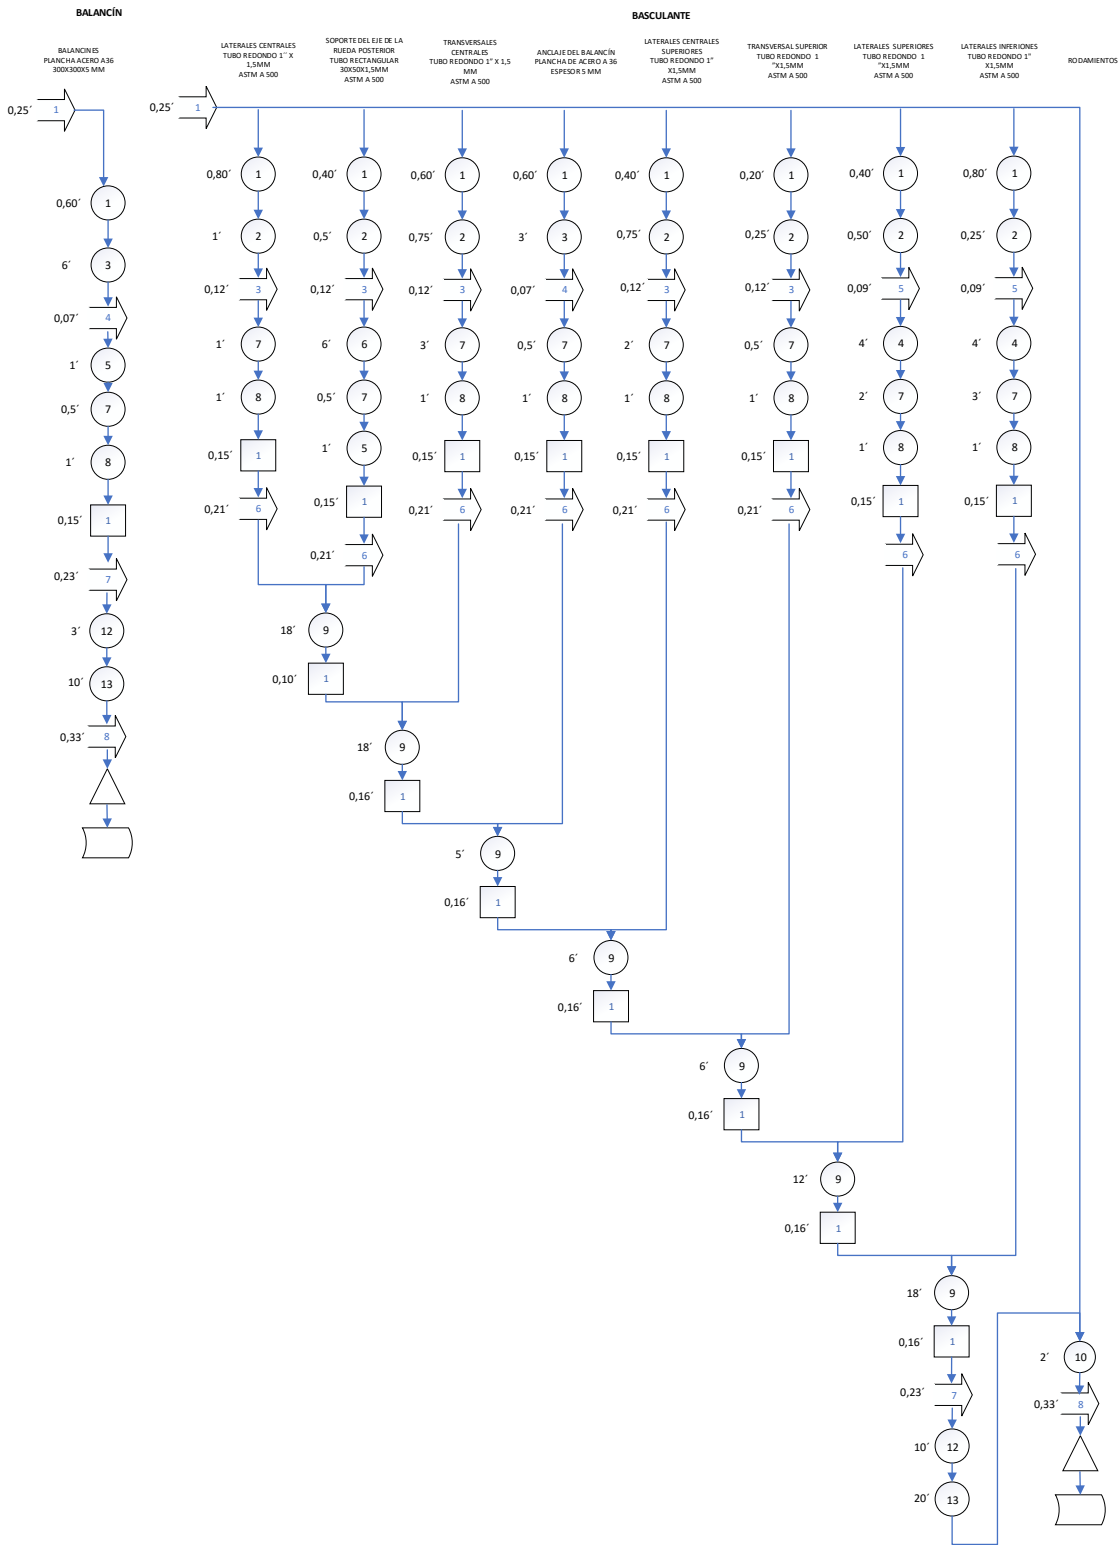 BALANCÍN
BASCULANTE
BALANCINES
PLANCHA ACERO A36
300X300X5 MM
LATERALES CENTRALES
TUBO REDONDO 1´´ X
1,5MM
ASTM A 500
SOPORTE DEL EJE DE LA
RUEDA POSTERIOR
TUBO RECTANGULAR
30X50X1,5MM
ASTM A 500
TRANSVERSALES
CENTRALES
TUBO REDONDO 1" X 1,5
MM
ASTM A 500
ANCLAJE DEL BALANCÍN
PLANCHA DE ACERO A 36
ESPESOR 5 MM
LATERALES CENTRALES
SUPERIORES
TUBO REDONDO 1"
X1,5MM
ASTM A 500
TRANSVERSAL SUPERIOR
TUBO REDONDO 1
"X1,5MM
ASTM A 500
LATERALES SUPERIORES
TUBO REDONDO 1
"X1,5MM
ASTM A 500
LATERALES INFERIONES
TUBO REDONDO 1"
X1,5MM
ASTM A 500
RODAMIENTOS
0,25´ 1
0,25´ 1
0,80´ 1 0,40´ 1 0,60´ 1 0,60´ 1 0,40´ 1 0,20´ 1 0,40´ 1 0,80´ 1
0,60´ 1
1´ 2 0,5´ 2 0,75´ 2 3´ 3 0,75´ 2 0,25´ 2 0,50´ 2 0,25´ 2
6´ 3
0,12´ 3 0,12´ 3 0,12´ 3 0,07´ 4 0,12´ 3 0,12´ 3 0,09´ 5 0,09´ 5
0,07´ 4
1´ 7 6´ 6 3´ 7 0,5´ 7 2´ 7 0,5´ 7 4´ 4 4´ 4
1´ 5
1´ 8 0,5´ 7 1´ 8 1´ 8 1´ 8 1´ 8 2´ 7 3´ 7
0,5´ 7
0,15´ 1 1´ 5 0,15´ 1 0,15´ 1 0,15´ 1 0,15´ 1 1´ 8 1´ 8
1´ 8
0,21´ 6 0,15´ 1 0,21´ 6 0,21´ 6 0,21´ 6 0,21´ 6 0,15´ 1 0,15´ 1
0,15´ 1
0,21´ 6 6 6
0,23´ 7
3´ 12
18´ 9
10´ 13
0,10´ 1
0,33´ 8
18´ 9
0,16´ 1
5´ 9
0,16´ 1
6´ 9
0,16´ 1
6´ 9
0,16´ 1
12´ 9
0,16´ 1
18´ 9
0,16´ 1
2´ 10
0,23´ 7
0,33´ 8
10´ 12
20´ 13